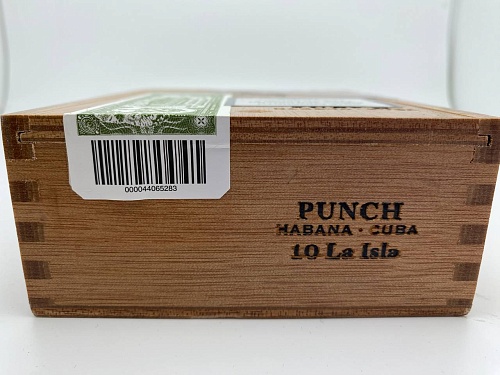 000044065283
PUNCH
HABANA · CUBA
10 La Isla